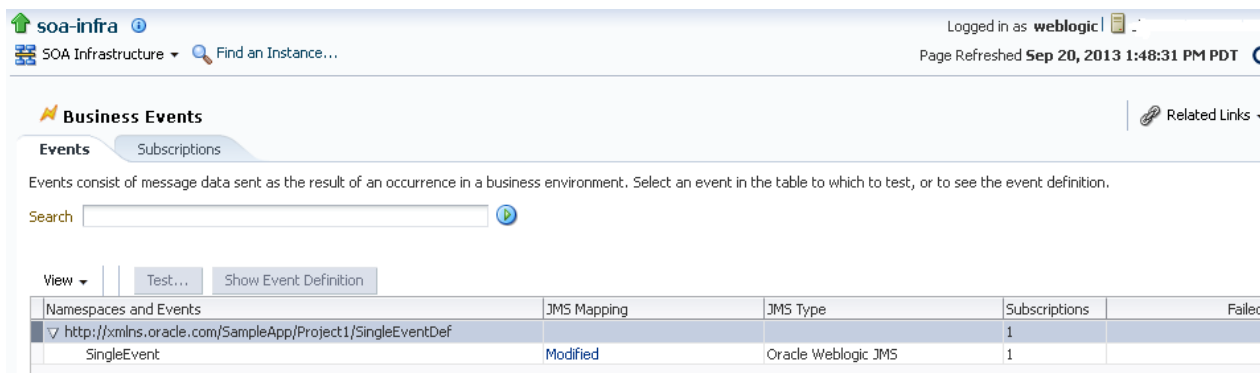 soa-infra
Logged in as weblogic
SOA Infrastructure Find an Instance...
Page Refreshed Sep 20, 2013 1:48:31 PM PDT
Business Events
Related Links
Events Subscriptions
Events consist of message data sent as the result of an occurrence in a business environment. Select an event in the table to which to test, or to see the event definition.
Search
View Test... Show Event Definition
Namespaces and Events JMS Mapping JMS Type Subscriptions Failed
http://xmlns.oracle.com/SampleApp/Project1/SingleEventDef 1
SingleEvent Modified Oracle Weblogic JMS 1